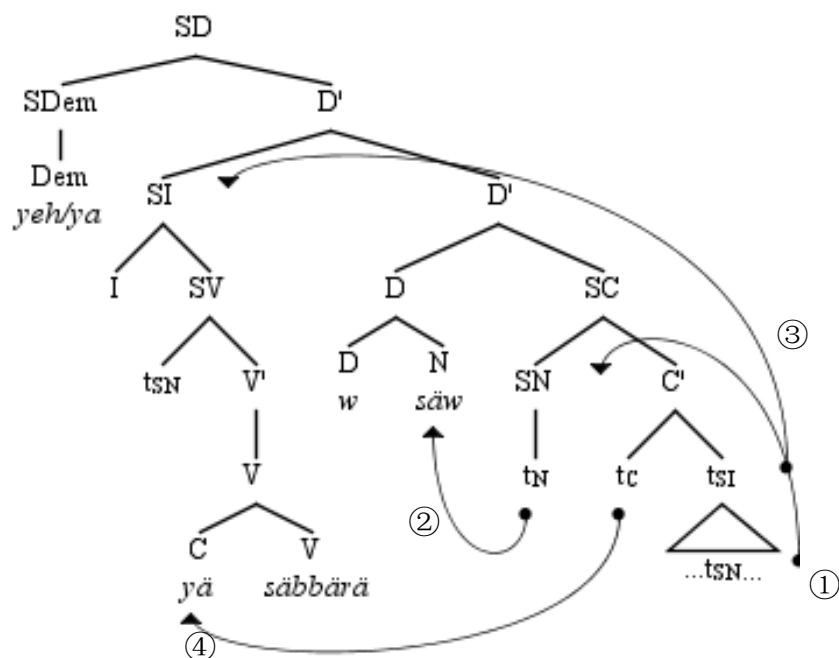 SD
SDem D'
Dem SI D'
yeh/ya
I SV D SC
③
tSN V' D N SN C'
w säw
V tN tC tSI
②
C V ...tSN...
yä säbbärä ①
④